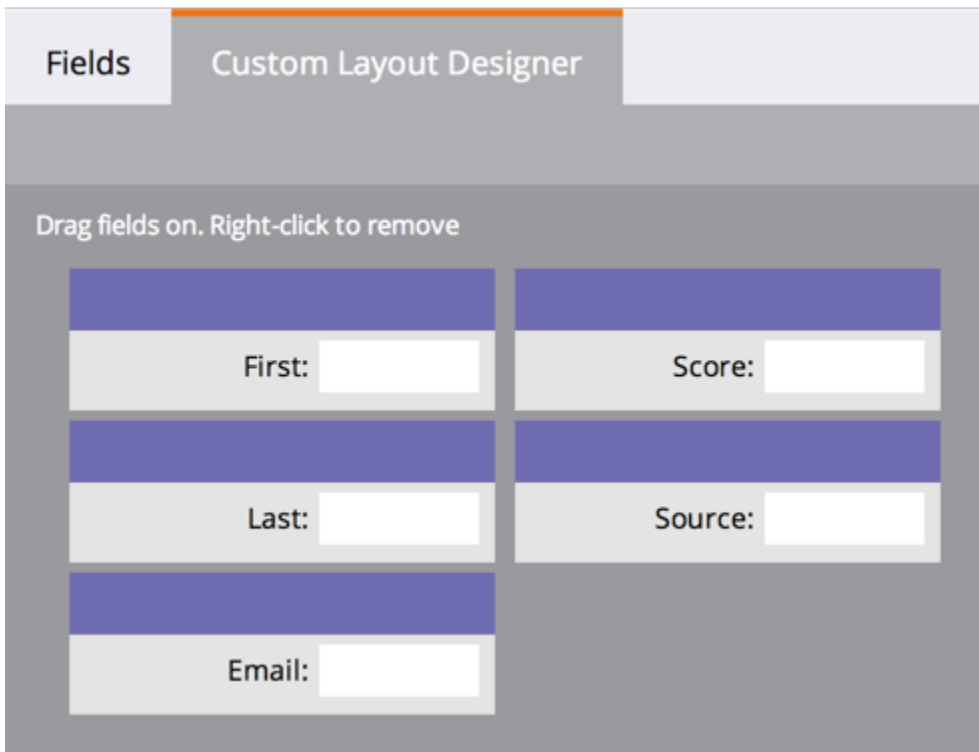 Fields Custom Layout Designer
Drag fields on. Right-click to remove
First: Score:
Last: Source:
Email: